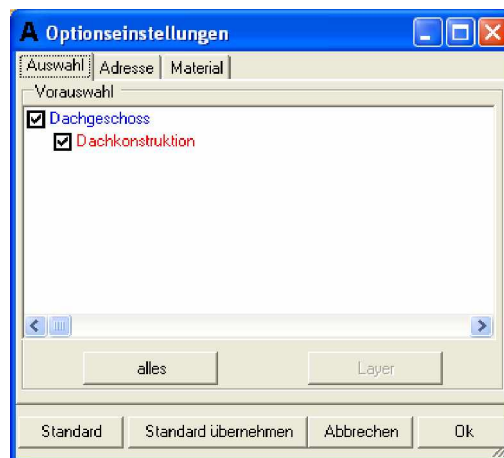 A Optionseinstellungen
Auswahl Adresse Material
Vorauswahl
Dachgeschoss
Dachkonstruktion
alles Layer
Standard Standard übernehmen Abbrechen Ok